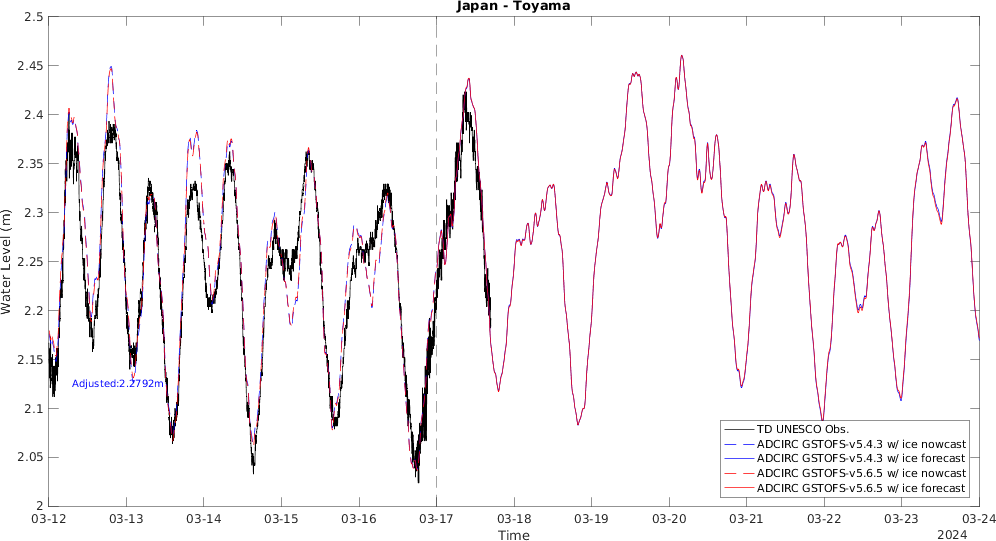 Japan - Toyama
2.5
2.45
2.4
2.35
2.3
2.25
2.2
2.15
2.1
2.05
2
Water Level (m)
Adjusted:2.2792m
TD UNESCO Obs.
ADCIRC GSTOFS-v5.4.3 w/ ice nowcast
ADCIRC GSTOFS-v5.4.3 w/ ice forecast
ADCIRC GSTOFS-v5.6.5 w/ ice nowcast
ADCIRC GSTOFS-v5.6.5 w/ ice forecast
03-12 03-13 03-14 03-15 03-16 03-17 03-18 03-19 03-20 03-21 03-22 03-23 03-24
Time
2024